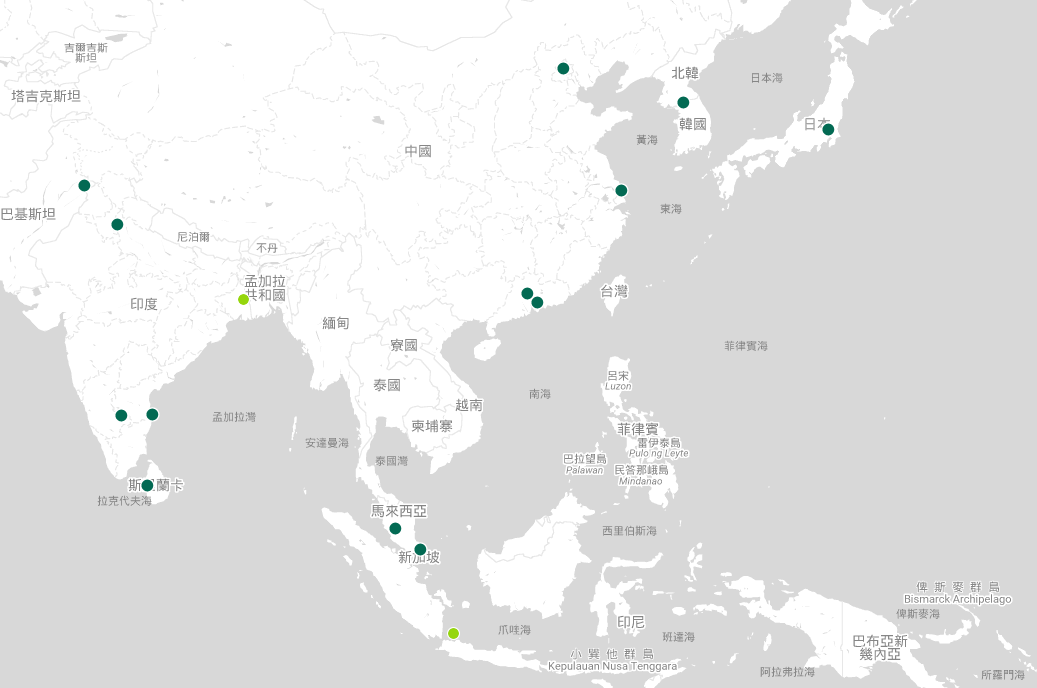 吉爾吉斯
斯坦
塔吉克斯坦
北韓
日本海
韓國
日本
黃海
中國
東海
巴基斯坦
尼泊爾
不丹
孟加拉
共和國
印度
台灣
緬甸
寮國
菲律賓海
呂宋
Luzon
泰國
南海
越南
孟加拉灣
柬埔寨
菲律賓
安達曼海
雷伊泰島
Pulo ng Leyte
泰國灣
巴拉望島
Palawan
民答那峨島
Mindanao
斯里蘭卡
拉克代夫海
馬來西亞
西里伯斯海
新加坡
俾斯麥群島
Bismarck Archipelago
俾斯麥海
印尼
爪哇海
班達海
巴布亞新
幾內亞
小巽他群島
Kepulauan Nusa Tenggara
阿拉弗拉海
所羅門海